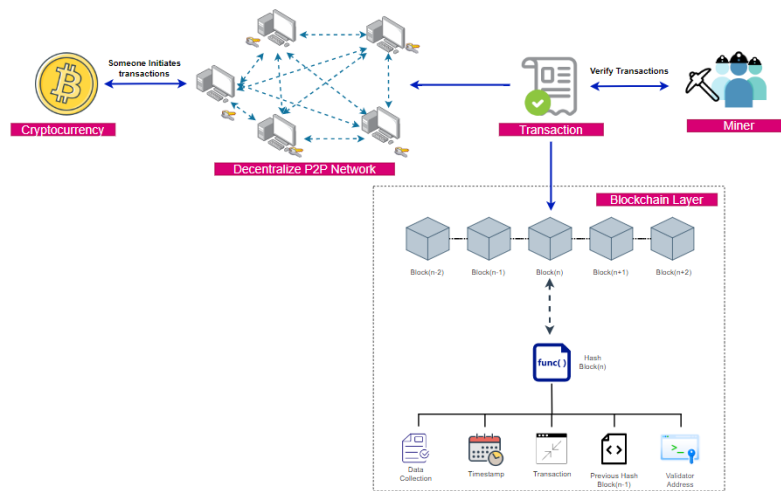 Someone Initiates
transactions
Verify Transactions
Cryptocurrency
Decentralize P2P Network
Transaction
Miner
Blockchain Layer
Block(n-2)
Block(n-1)
Block(n)
Block(n+1)
Block(n+2)
func( )
Hash
Block(n)
Data
Collection
Timestamp
Transaction
Previous Hash
Block(n-1)
Validator
Address